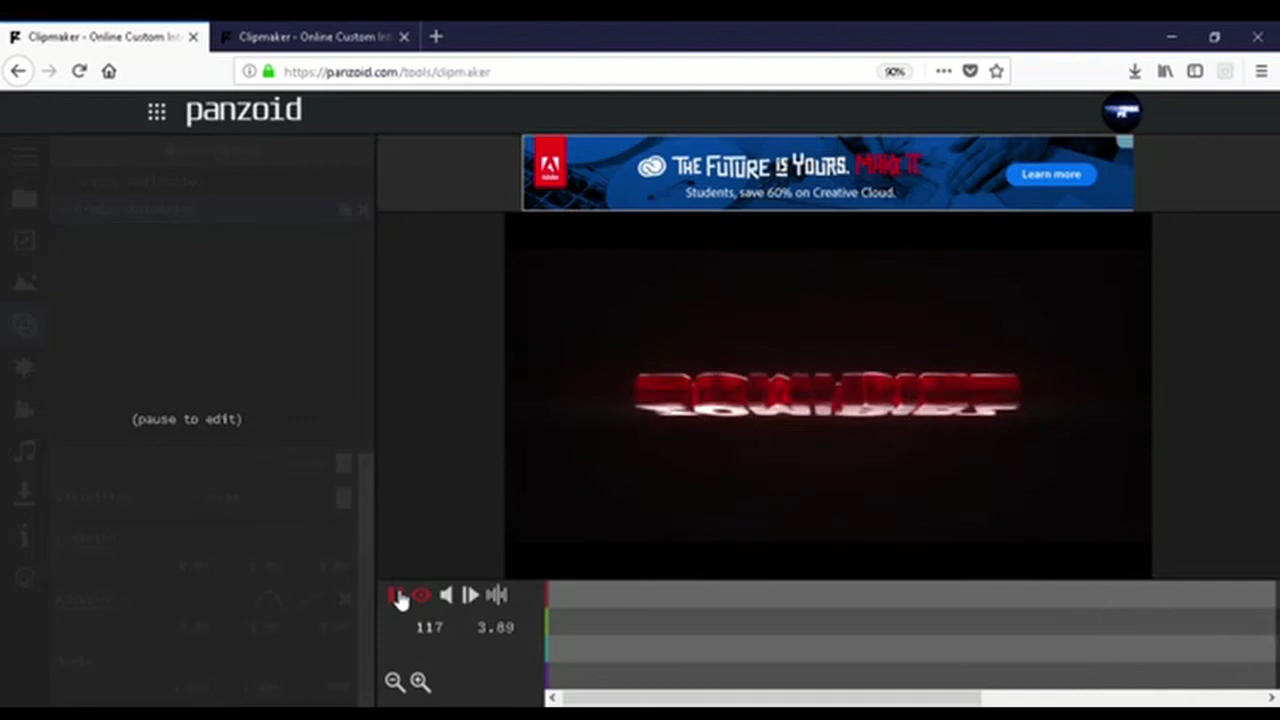 Clipmaker - Online Custom Int
Clipmaker - Online Custom Int
https://panzoid.com/tools/clipmaker
90%
panzoid
Adobe
THE FUTURE IS YOURS. MAKE IT
Students, save 60% on Creative Cloud.
Learn more
(pause to edit)
117 3.89